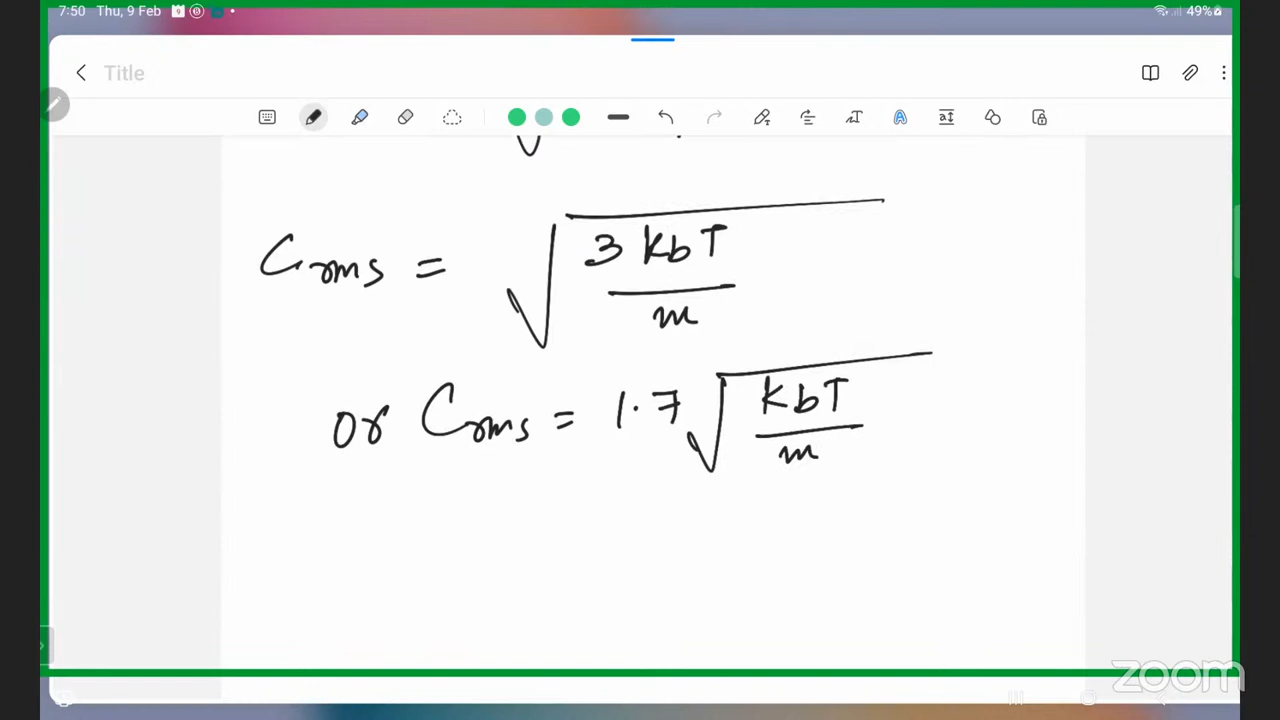 7:50 Thu, 9 Feb 49%
Title
Crms = √(3 kbT / m)
or Crms = 1.7 √(kbT / m)
zoom